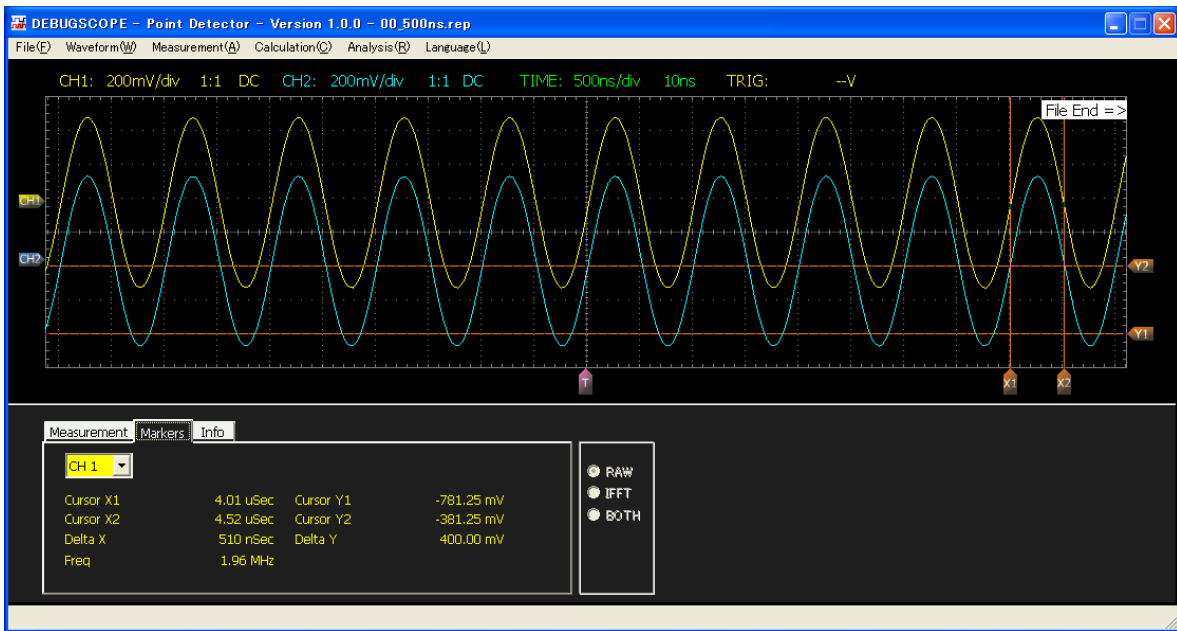 DEBUGSCOPE - Point Detector - Version 1.0.0 - 00_500ns.rep
File(F) Waveform(W) Measurement(A) Calculation(C) Analysis(R) Language(L)
CH1: 200mV/div 1:1 DC CH2: 200mV/div 1:1 DC TIME: 500ns/div 10ns TRIG: --V
File End =>
CH1
CH2
Y2
Y1
T X1 X2
Measurement Markers Info
CH 1
Cursor X1 4.01 uSec Cursor Y1 -781.25 mV
Cursor X2 4.52 uSec Cursor Y2 -381.25 mV
Delta X 510 nSec Delta Y 400.00 mV
Freq 1.96 MHz
RAW
IFFT
BOTH